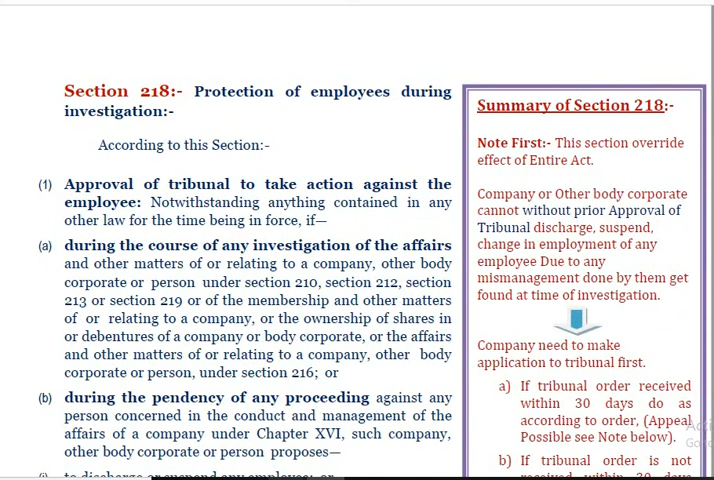 Section 218:- Protection of employees during
investigation:-
According to this Section:-
(1) Approval of tribunal to take action against the
employee: Notwithstanding anything contained in any
other law for the time being in force, if—
(a) during the course of any investigation of the affairs
and other matters of or relating to a company, other body
corporate or person under section 210, section 212, section
213 or section 219 or of the membership and other matters
of or relating to a company, or the ownership of shares in
or debentures of a company or body corporate, or the affairs
and other matters of or relating to a company, other body
corporate or person, under section 216; or
(b) during the pendency of any proceeding against any
person concerned in the conduct and management of the
affairs of a company under Chapter XVI, such company,
other body corporate or person proposes—
(i) to discharge or suspend any employee; or
Summary of Section 218:-
Note First:- This section override
effect of Entire Act.
Company or Other body corporate
cannot without prior Approval of
Tribunal discharge, suspend,
change in employment of any
employee Due to any
mismanagement done by them get
found at time of investigation.
Company need to make
application to tribunal first.
a) If tribunal order received
within 30 days do as
according to order, (Appeal
Possible see Note below).
b) If tribunal order is not
received within 30 days